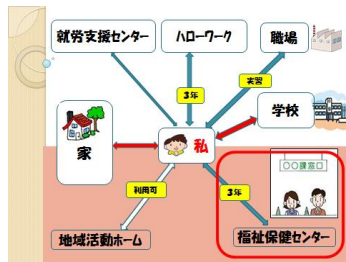 就労支援センター
ハローワーク
職場
3年
実習
学校
家
私
利用可
3年
〇〇課窓口
地域活動ホーム
福祉保健センター